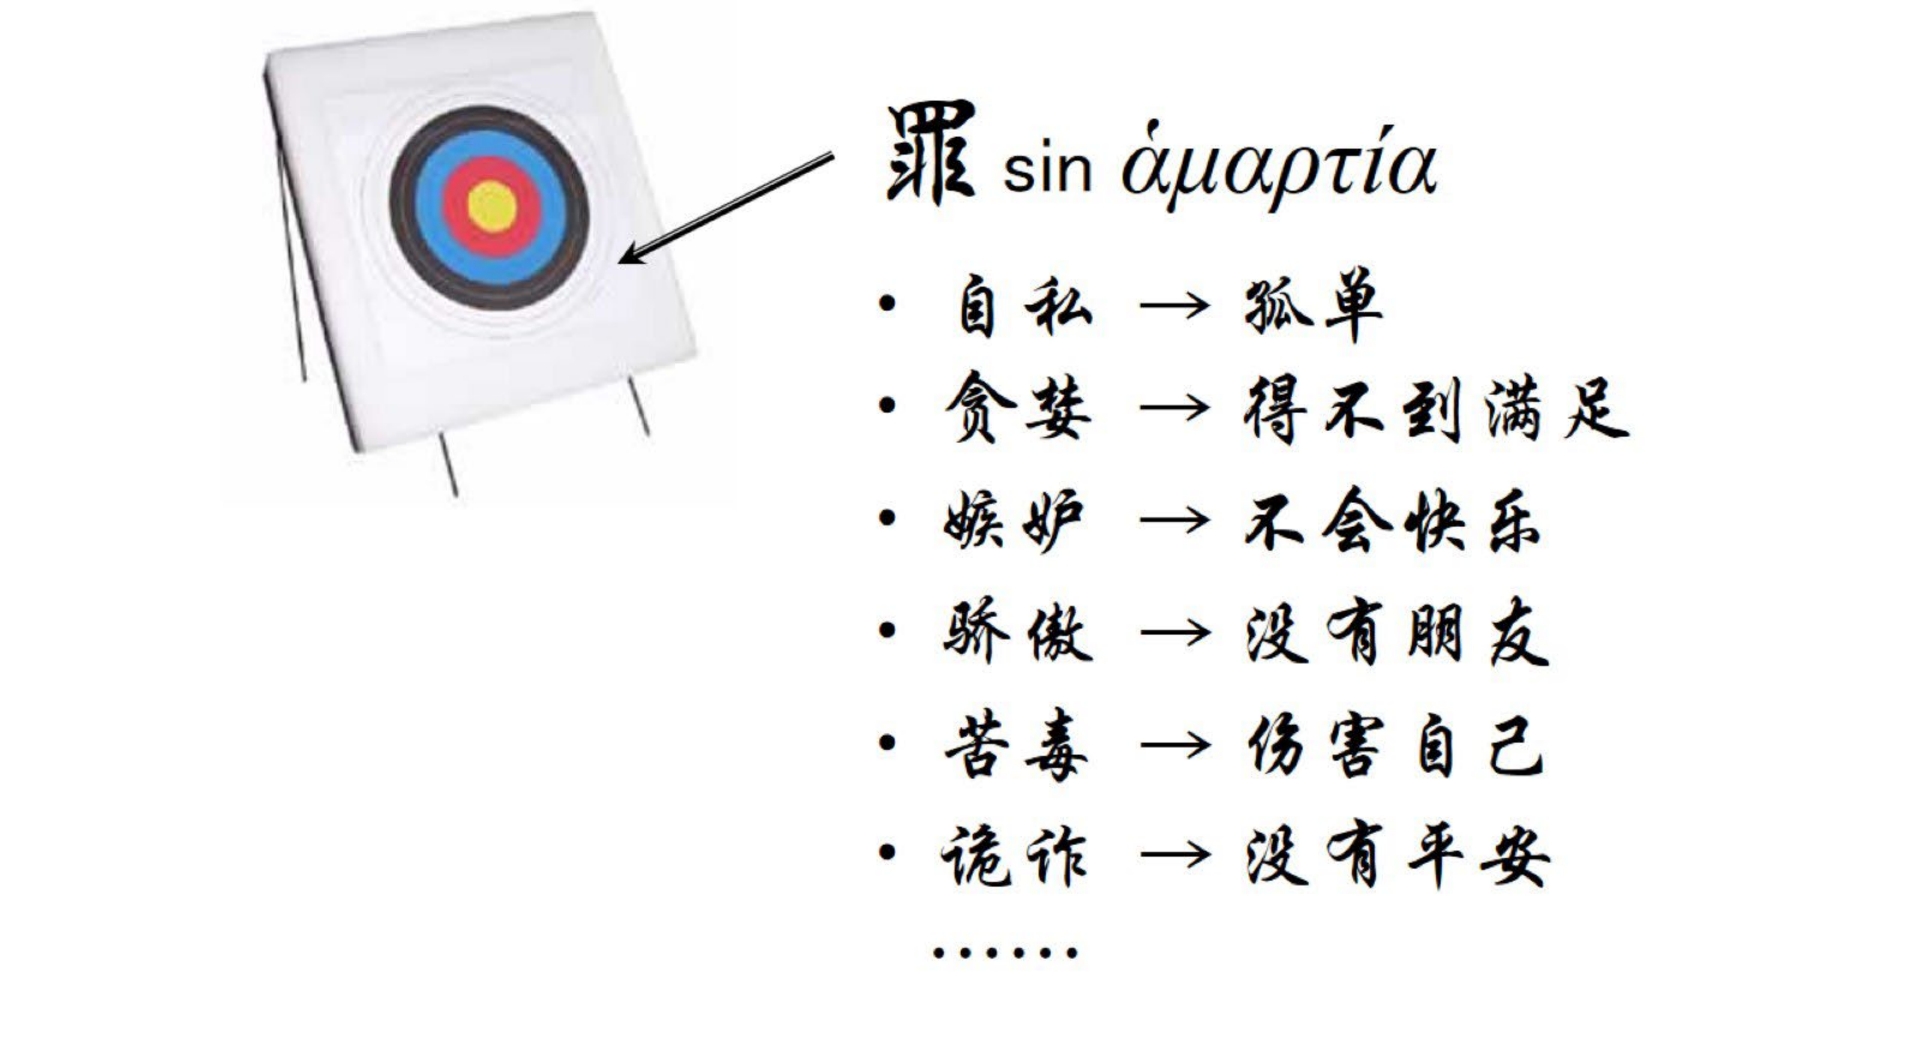 罪 sin ἁμαρτία
• 自私 → 孤单
• 贪婪 → 得不到满足
• 嫉妒 → 不会快乐
• 骄傲 → 没有朋友
• 苦毒 → 伤害自己
• 诡诈 → 没有平安
······